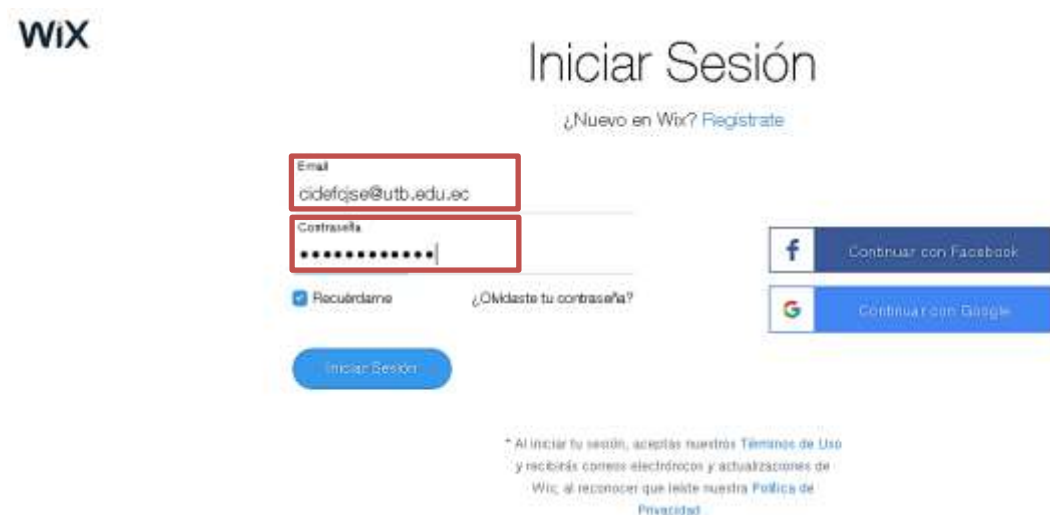 WiX
Iniciar Sesión
¿Nuevo en Wix? Regístrate
Email
cidefcjse@utb.edu.ec
Contraseña
••••••••••••
Recuérdame
¿Olvidaste tu contraseña?
Iniciar Sesión
f Continuar con Facebook
G Continuar con Google
* Al iniciar tu sesión, aceptas nuestros Términos de Uso
y recibirás correos electrónicos y actualizaciones de
Wix; al reconocer que leíste nuestra Política de
Privacidad